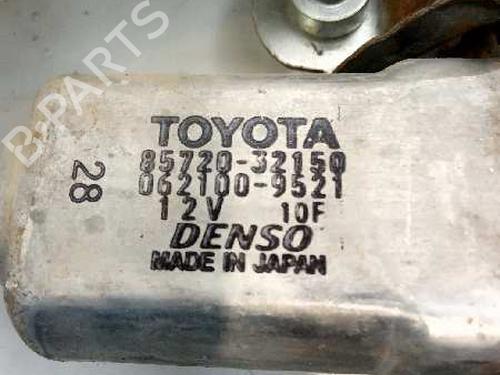 B-PARTS
TOYOTA
85720-32150
062100-9521
12V 10F
DENSO
MADE IN JAPAN
28